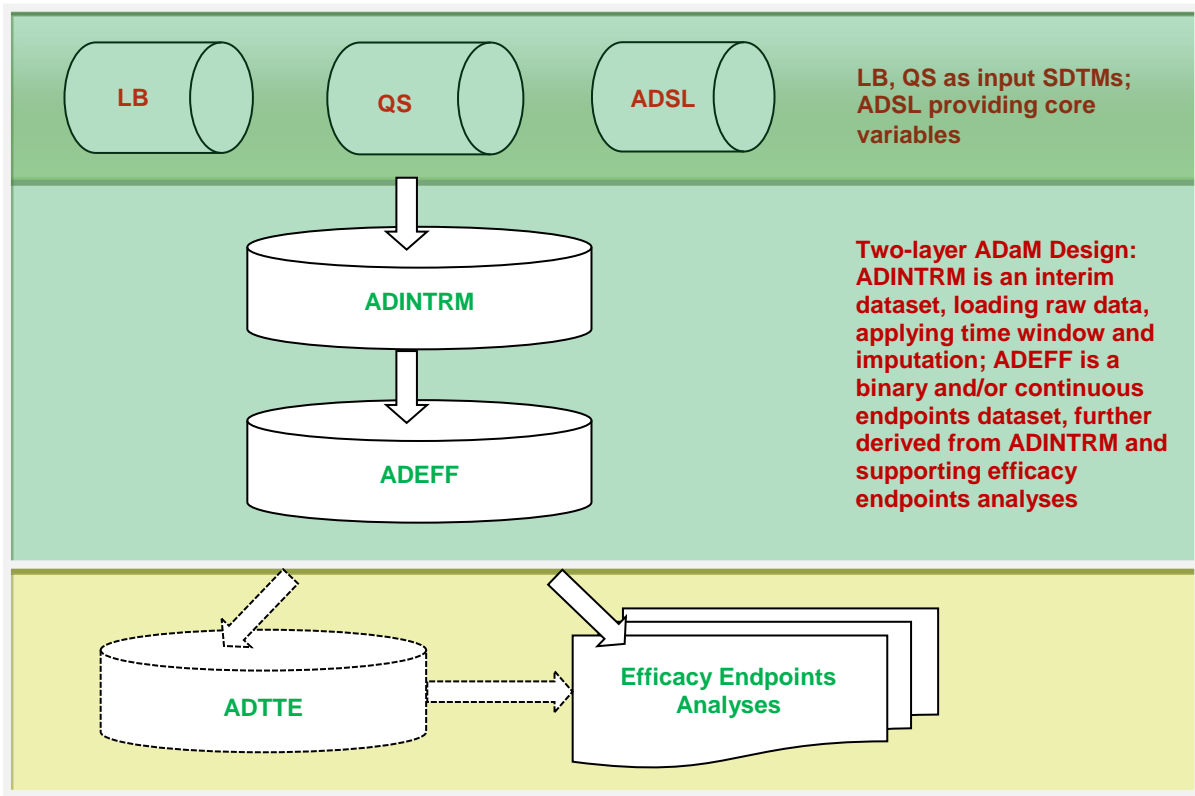 LB
QS
ADSL
LB, QS as input SDTMs;
ADSL providing core
variables
ADINTRM
ADEFF
Two-layer ADaM Design:
ADINTRM is an interim
dataset, loading raw data,
applying time window and
imputation; ADEFF is a
binary and/or continuous
endpoints dataset, further
derived from ADINTRM and
supporting efficacy
endpoints analyses
ADTTE
Efficacy Endpoints
Analyses